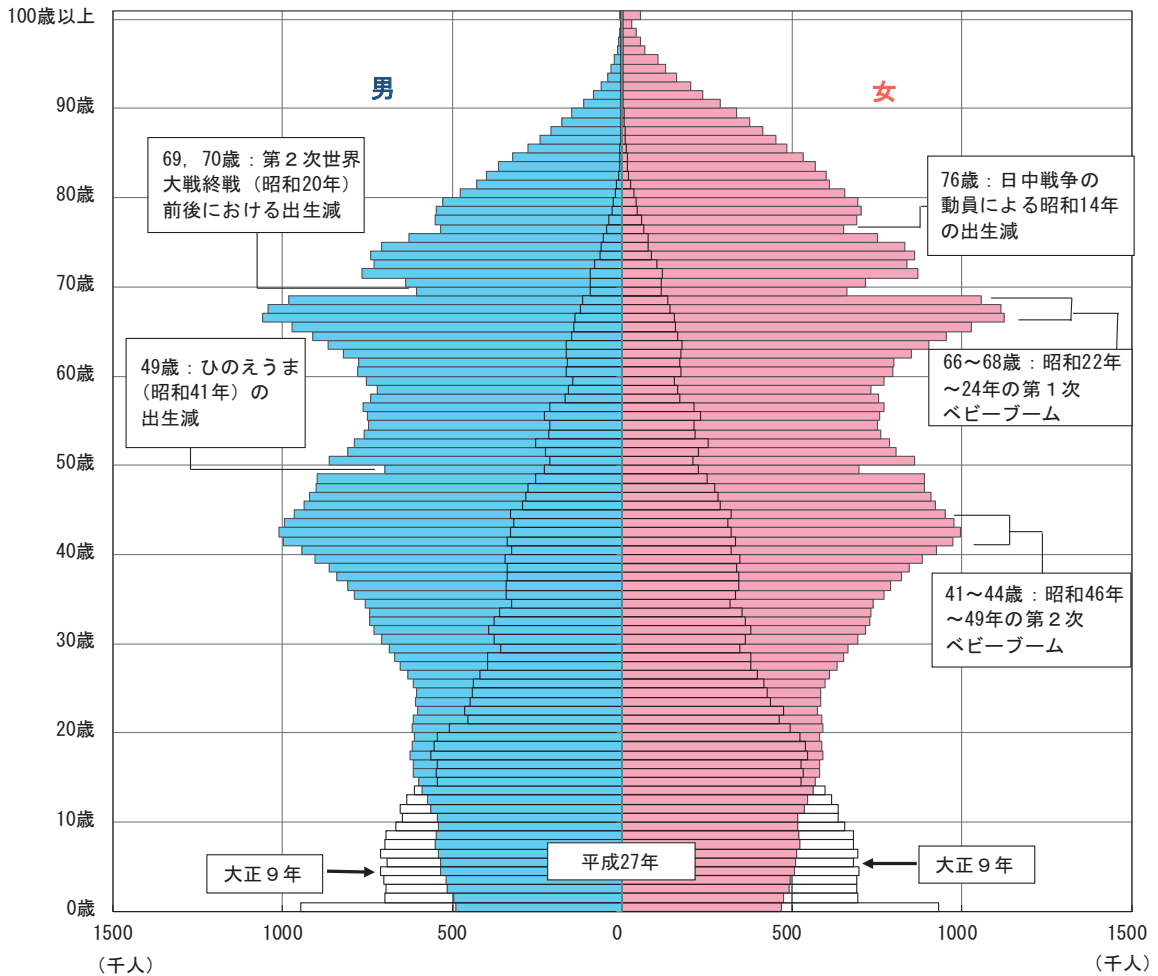 100歳以上
男
女
90歳
69, 70歳：第２次世界
大戦終戦（昭和20年）
前後における出生減
76歳：日中戦争の
動員による昭和14年
の出生減
80歳
70歳
49歳：ひのえうま
（昭和41年）の
出生減
66～68歳：昭和22年
～24年の第１次
ベビーブーム
60歳
50歳
40歳
41～44歳：昭和46年
～49年の第２次
ベビーブーム
30歳
20歳
10歳
大正９年
平成27年
大正９年
0歳
1500 1000 500 0 500 1000 1500
（千人） （千人）